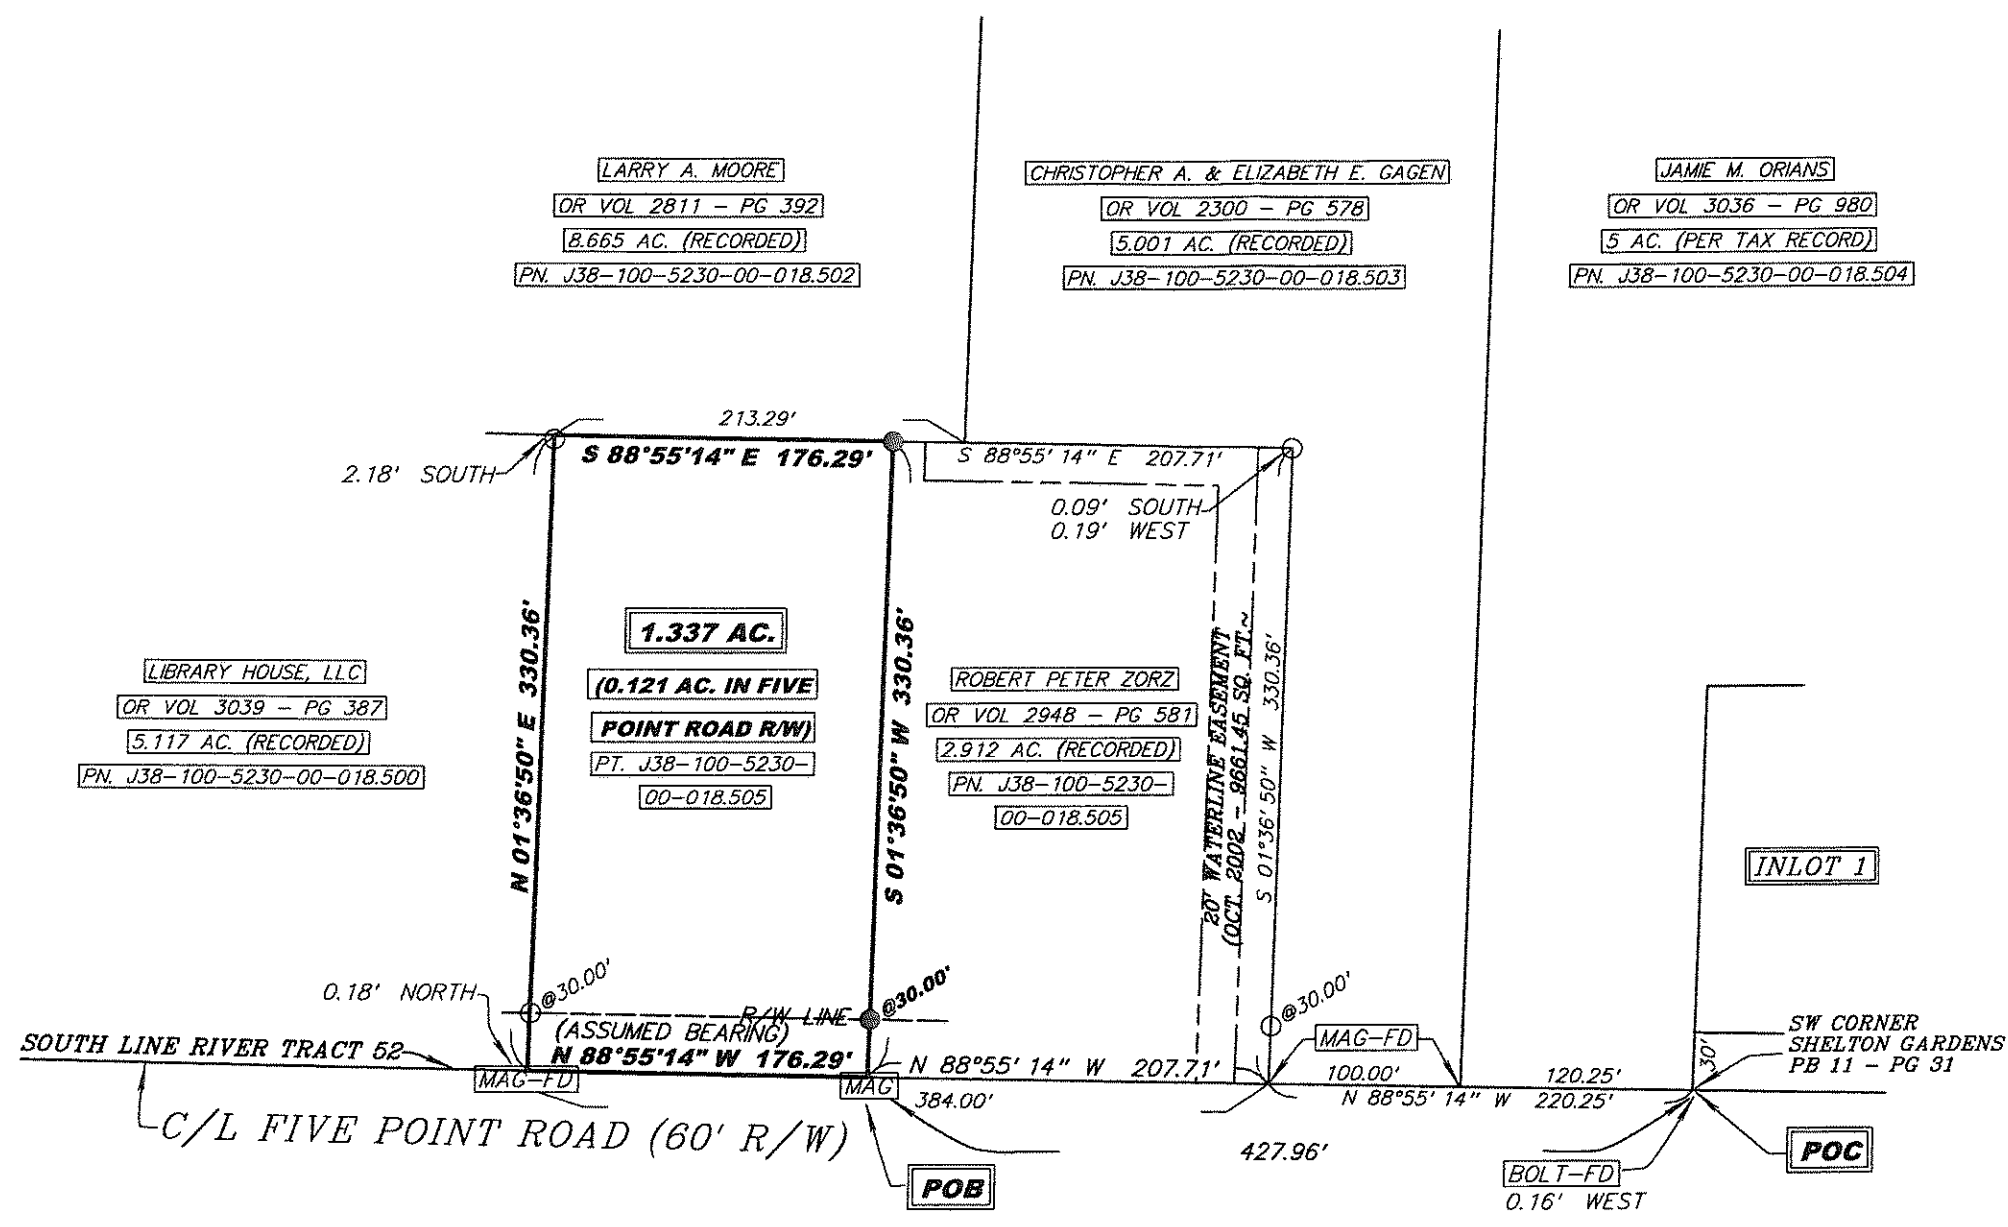 LARRY A. MOORE
OR VOL 2811 - PG 392
8.665 AC. (RECORDED)
PN. J38-100-5230-00-018.502
CHRISTOPHER A. & ELIZABETH E. GAGEN
OR VOL 2300 - PG 578
5.001 AC. (RECORDED)
PN. J38-100-5230-00-018.503
JAMIE M. ORIANS
OR VOL 3036 - PG 980
5 AC. (PER TAX RECORD)
PN. J38-100-5230-00-018.504
213.29'
S 88°55'14" E 176.29'
2.18' SOUTH
S 88°55' 14" E 207.71'
0.09' SOUTH
0.19' WEST
N 01°36'50" E 330.36'
1.337 AC.
(0.121 AC. IN FIVE
POINT ROAD R/W)
PT. J38-100-5230-
00-018.505
S 01°36'50" W 330.36'
LIBRARY HOUSE, LLC
OR VOL 3039 - PG 387
5.117 AC. (RECORDED)
PN. J38-100-5230-00-018.500
ROBERT PETER ZORZ
OR VOL 2948 - PG 581
2.912 AC. (RECORDED)
PN. J38-100-5230-
00-018.505
20' WATERLINE EASEMENT
(OCT. 2002 - 9661.45 SQ. FT.~
S 01°36' 50" W 330.36'
INLOT 1
0.18' NORTH
@30.00'
R/W LINE
@30.00'
@30.00'
(ASSUMED BEARING)
N 88°55'14" W 176.29'
SOUTH LINE RIVER TRACT 52
MAG-FD
MAG
N 88°55' 14" W 207.71'
384.00'
MAG-FD
100.00'
120.25'
N 88°55' 14" W 220.25'
30'
SW CORNER
SHELTON GARDENS
PB 11 - PG 31
C/L FIVE POINT ROAD (60' R/W)
427.96'
POB
POC
BOLT-FD
0.16' WEST